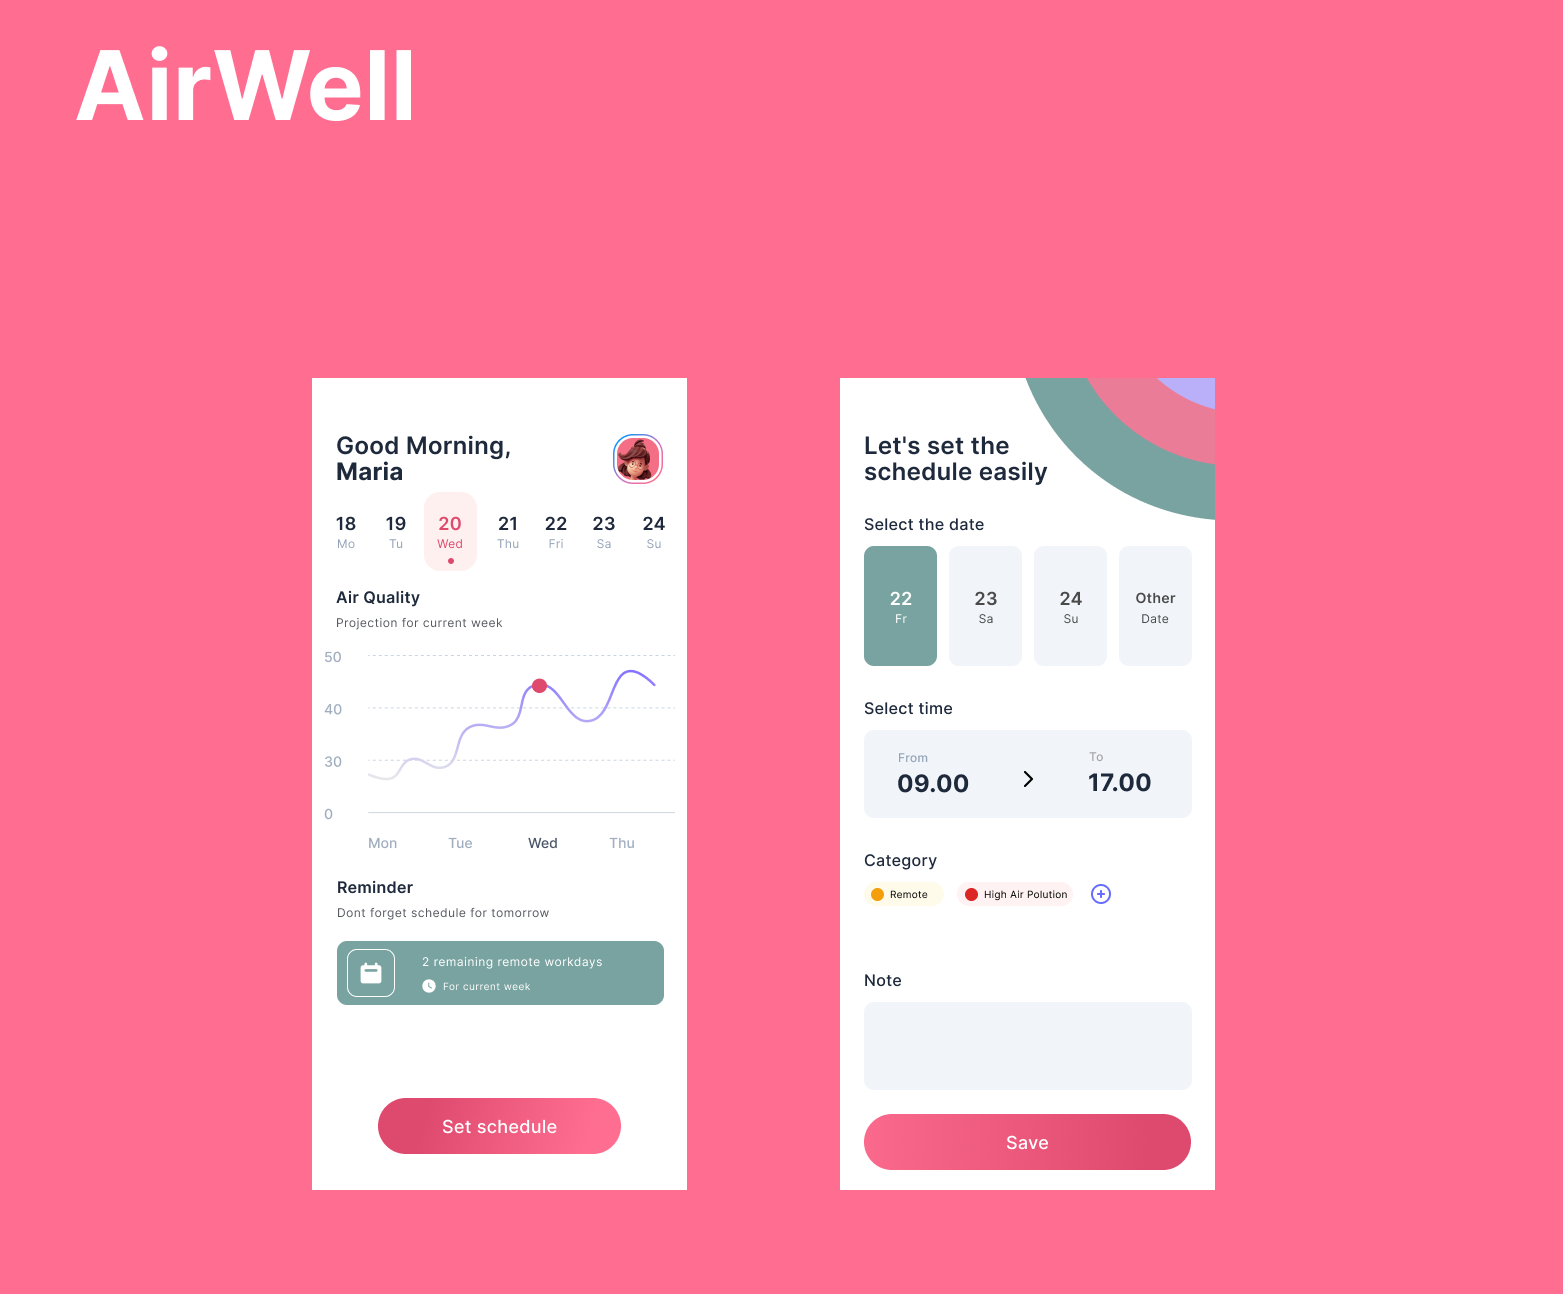 AirWell
Good Morning,
Maria
18 19 20 21 22 23 24
Mo Tu Wed Thu Fri Sa Su
Air Quality
Projection for current week
50
40
30
0
Mon Tue Wed Thu
Reminder
Dont forget schedule for tomorrow
2 remaining remote workdays
For current week
Set schedule
Let's set the
schedule easily
Select the date
22 23 24 Other
Fr Sa Su Date
Select time
From To
09.00 17.00
Category
Remote High Air Polution
Note
Save